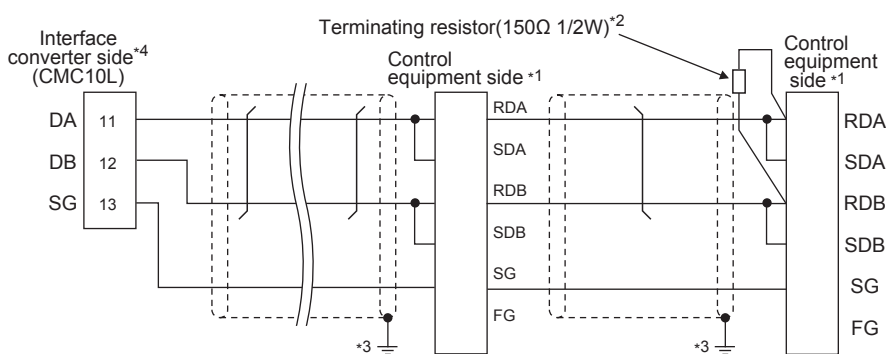 Terminating resistor(150Ω 1/2W)*2
Interface
converter side*4
(CMC10L)
Control
equipment side *1
Control
equipment
side *1
DA 11
DB 12
SG 13
RDA
SDA
RDB
SDB
SG
FG
RDA
SDA
RDB
SDB
SG
FG
*3
*3